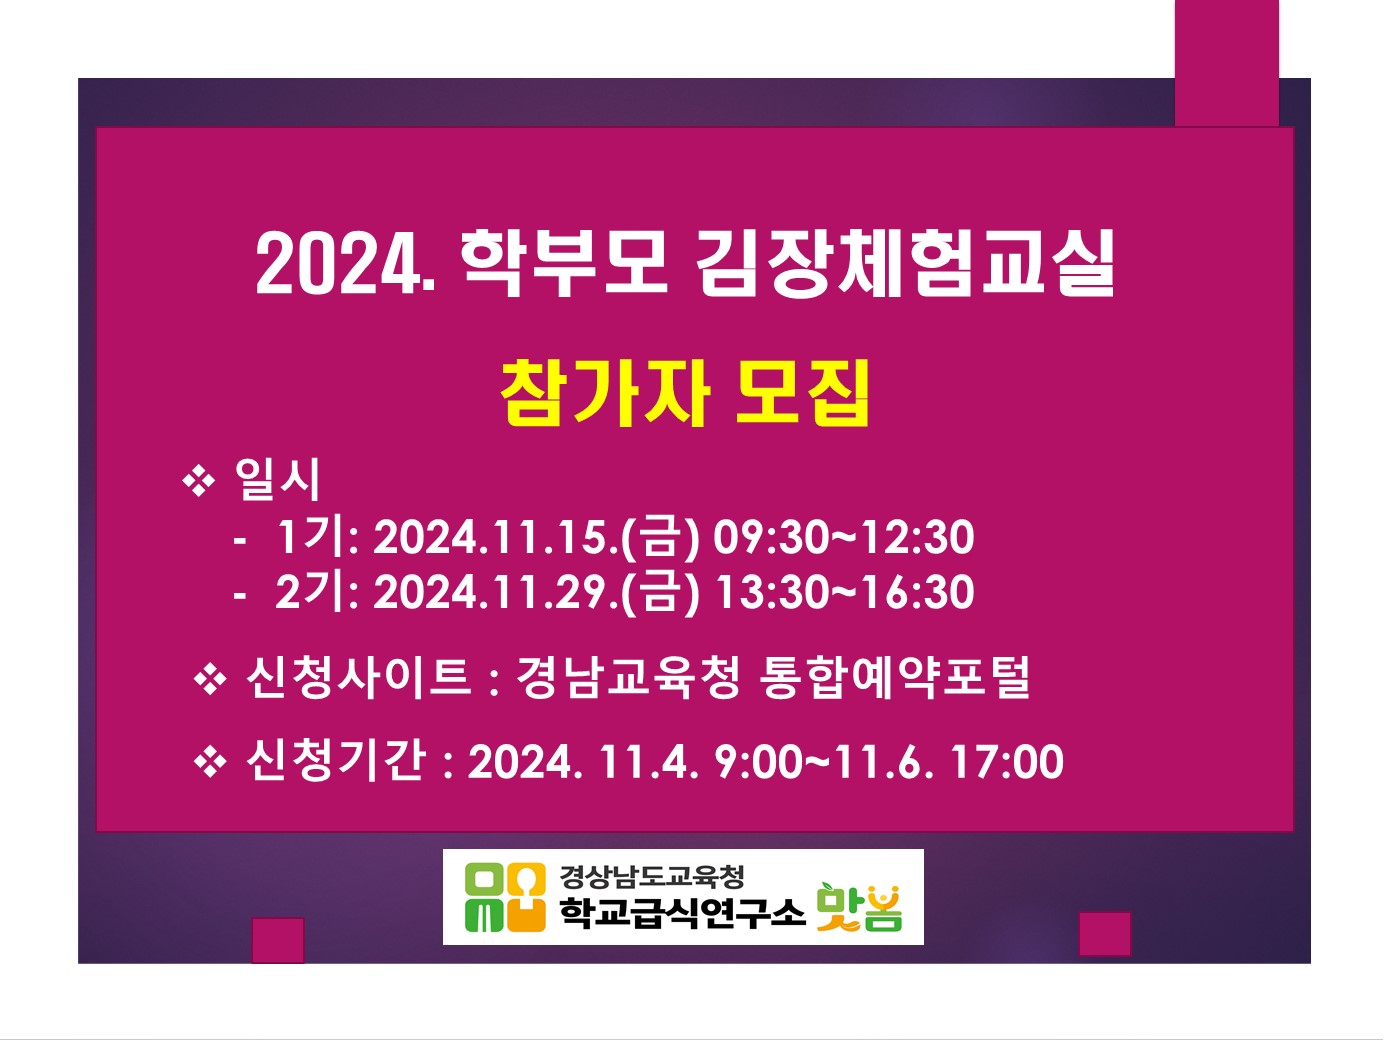 2024. 학부모 김장체험교실
참가자 모집
❖ 일시
- 1기: 2024.11.15.(금) 09:30~12:30
- 2기: 2024.11.29.(금) 13:30~16:30
❖ 신청사이트 : 경남교육청 통합예약포털
❖ 신청기간 : 2024. 11.4. 9:00~11.6. 17:00
경상남도교육청
학교급식연구소 맛봄